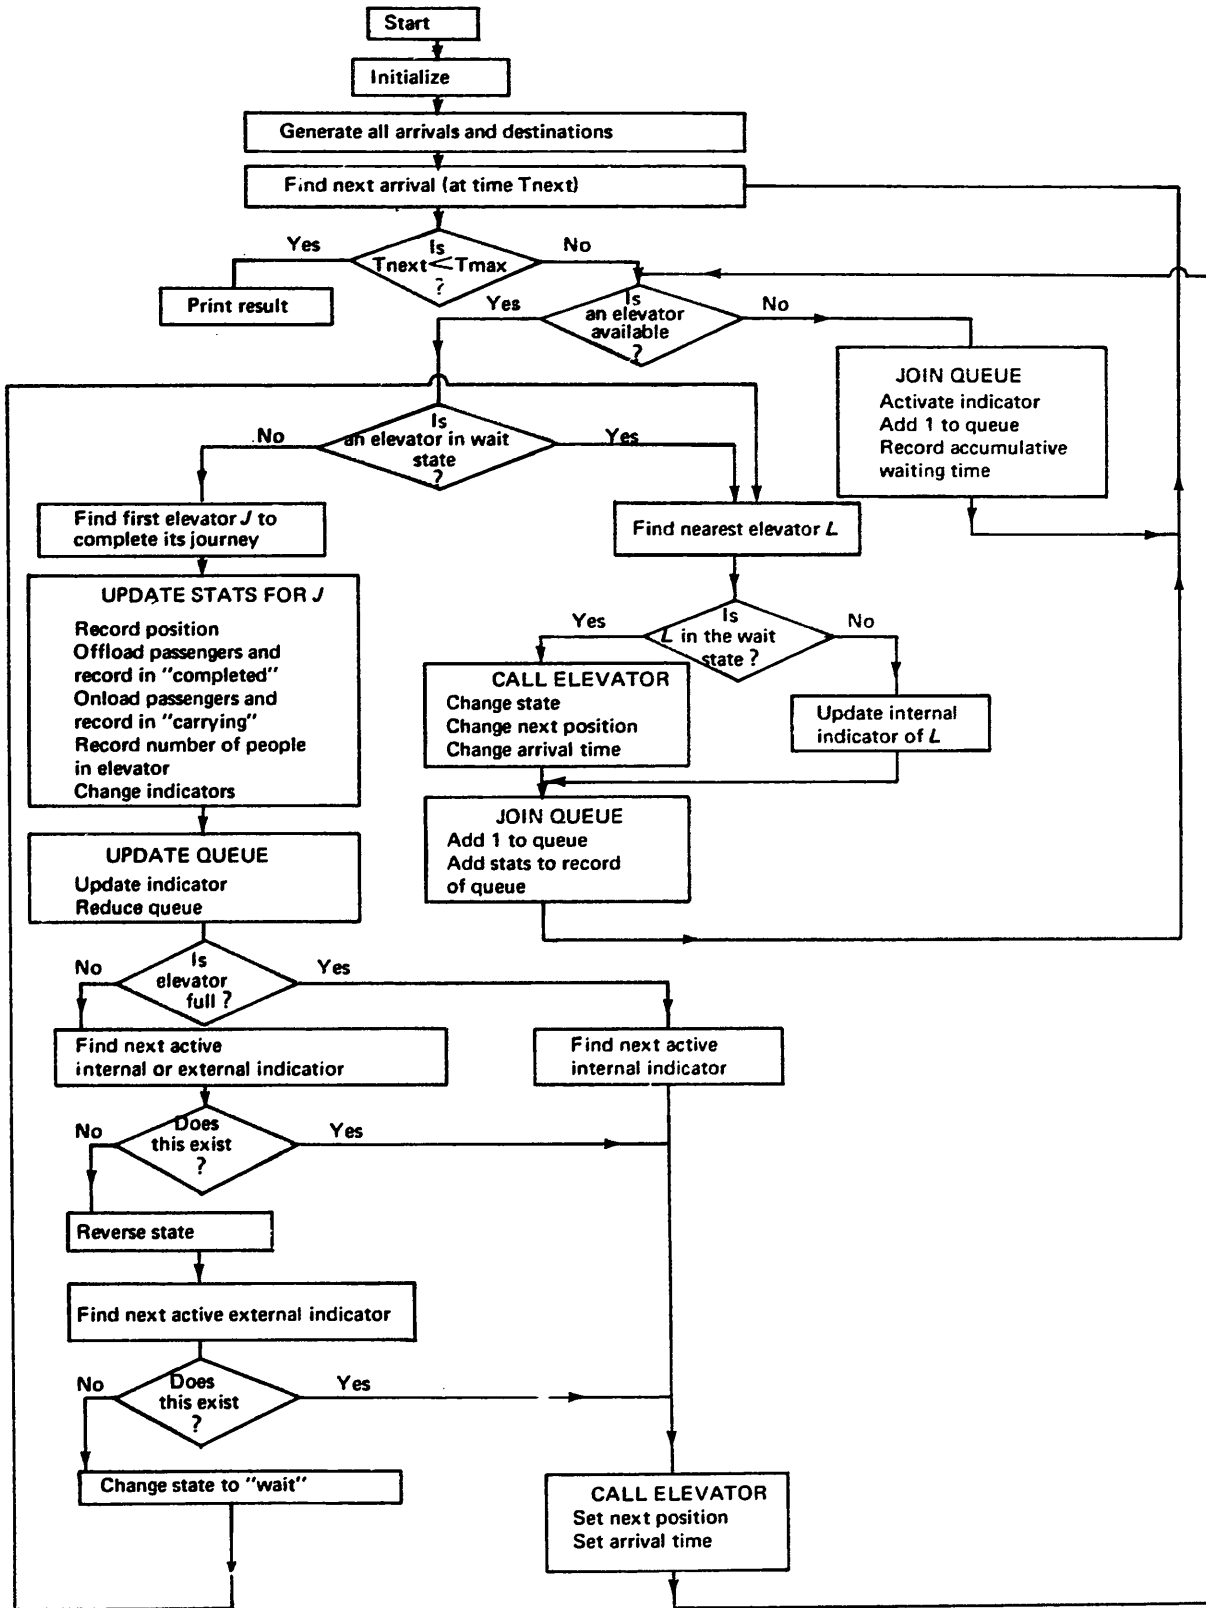 Start
Initialize
Generate all arrivals and destinations
Find next arrival (at time Tnext)
Yes
Is
Tnext < Tmax
?
No
Print result
Yes
Is
an elevator
available
?
No
JOIN QUEUE
Activate indicator
Add 1 to queue
Record accumulative
waiting time
No
Is
an elevator in wait
state
?
Yes
Find first elevator J to
complete its journey
Find nearest elevator L
UPDATE STATS FOR J
Record position
Offload passengers and
record in "completed"
Onload passengers and
record in "carrying"
Record number of people
in elevator
Change indicators
Yes
Is
L in the wait
state ?
No
CALL ELEVATOR
Change state
Change next position
Change arrival time
Update internal
indicator of L
JOIN QUEUE
Add 1 to queue
Add stats to record
of queue
UPDATE QUEUE
Update indicator
Reduce queue
No
Is
elevator
full ?
Yes
Find next active
internal or external indicatior
Find next active
internal indicator
No
Does
this exist
?
Yes
Reverse state
Find next active external indicator
No
Does
this exist
?
Yes
Change state to "wait"
CALL ELEVATOR
Set next position
Set arrival time